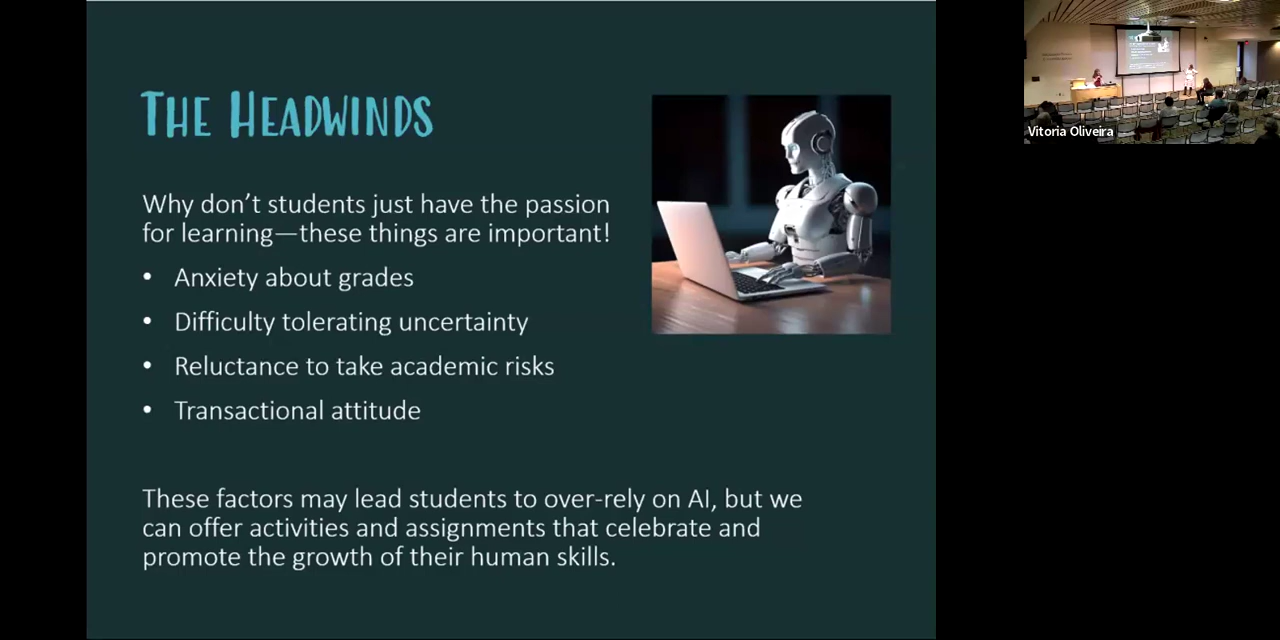 The Headwinds
Why don't students just have the passion
for learning—these things are important!
• Anxiety about grades
• Difficulty tolerating uncertainty
• Reluctance to take academic risks
• Transactional attitude
These factors may lead students to over-rely on AI, but we
can offer activities and assignments that celebrate and
promote the growth of their human skills.
Vitoria Oliveira